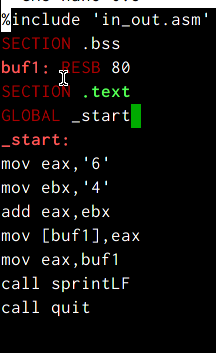 %include 'in_out.asm'
SECTION .bss
buf1: RESB 80
SECTION .text
GLOBAL _start
_start:
mov eax,'6'
mov ebx,'4'
add eax,ebx
mov [buf1],eax
mov eax,buf1
call sprintLF
call quit